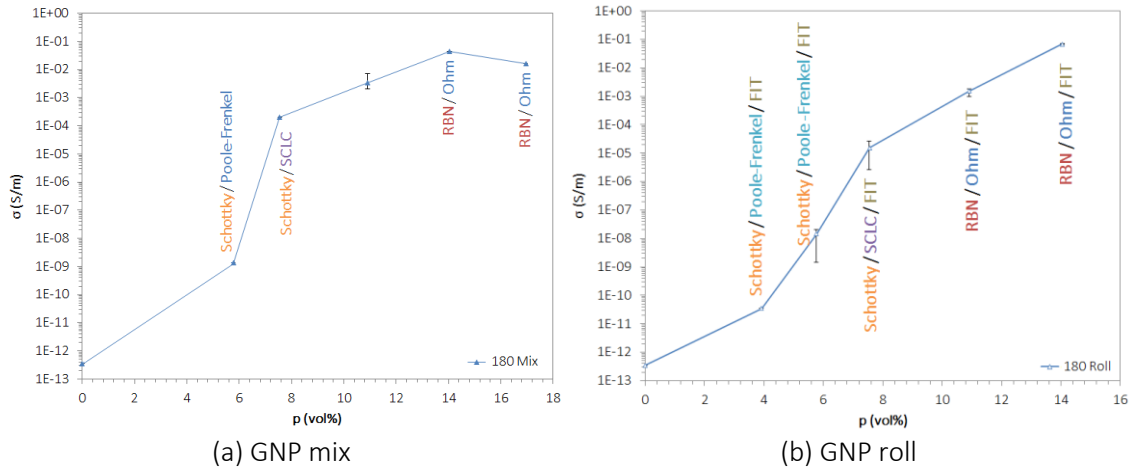 1E+00
1E-01
1E-02
1E-03
1E-04
1E-05
1E-06
1E-07
1E-08
1E-09
1E-10
1E-11
1E-12
1E-13
σ (S/m)
0 2 4 6 8 10 12 14 16 18
p (vol%)
Schottky / Poole-Frenkel
Schottky / SCLC
RBN / Ohm
RBN / Ohm
180 Mix
(a) GNP mix
1E+00
1E-01
1E-02
1E-03
1E-04
1E-05
1E-06
1E-07
1E-08
1E-09
1E-10
1E-11
1E-12
1E-13
σ (S/m)
0 2 4 6 8 10 12 14 16
p (vol%)
Schottky / Poole-Frenkel / FIT
Schottky / Poole-Frenkel / FIT
Schottky / SCLC / FIT
RBN / Ohm / FIT
RBN / Ohm / FIT
180 Roll
(b) GNP roll